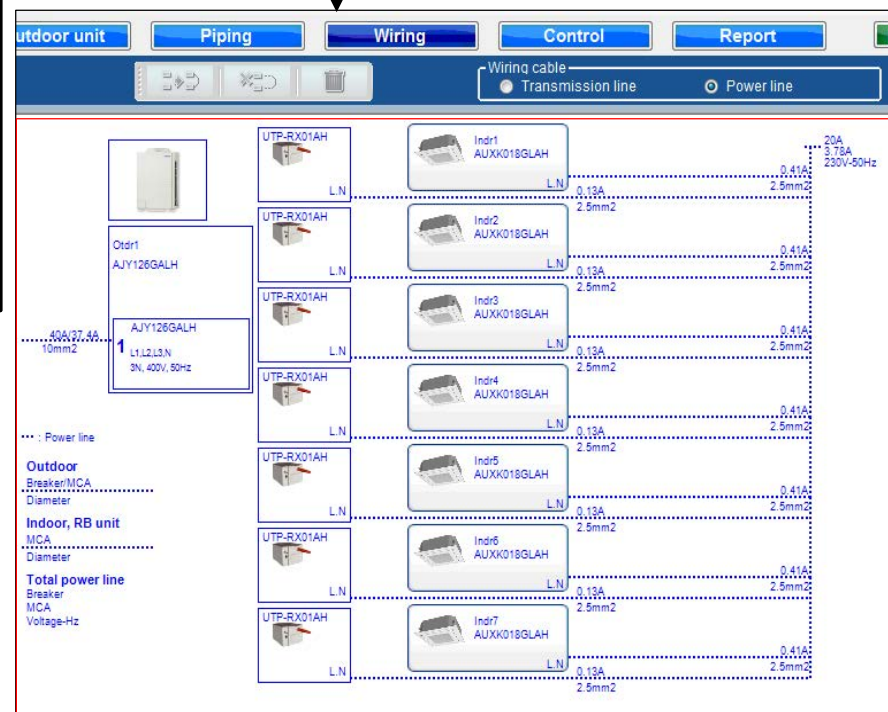 utdoor unit
Piping
Wiring
Control
Report
Wiring cable
Transmission line
Power line
20A
3.78A
230V-50Hz
UTP-RX01AH
L.N
Indr1
AUXK018GLAH
L.N
0.41A
2.5mm2
0.13A
2.5mm2
UTP-RX01AH
L.N
Indr2
AUXK018GLAH
L.N
0.41A
2.5mm2
0.13A
2.5mm2
UTP-RX01AH
L.N
Indr3
AUXK018GLAH
L.N
0.41A
2.5mm2
0.13A
2.5mm2
UTP-RX01AH
L.N
Indr4
AUXK018GLAH
L.N
0.41A
2.5mm2
0.13A
2.5mm2
UTP-RX01AH
L.N
Indr5
AUXK018GLAH
L.N
0.41A
2.5mm2
0.13A
2.5mm2
UTP-RX01AH
L.N
Indr6
AUXK018GLAH
L.N
0.41A
2.5mm2
0.13A
2.5mm2
UTP-RX01AH
L.N
Indr7
AUXK018GLAH
L.N
0.41A
2.5mm2
0.13A
2.5mm2
Otdr1
AJY126GALH
40A/37.4A
10mm2
AJY126GALH
1 L1,L2,L3,N
3N, 400V, 50Hz
: Power line
Outdoor
Breaker/MCA
Diameter
Indoor, RB unit
MCA
Diameter
Total power line
Breaker
MCA
Voltage-Hz